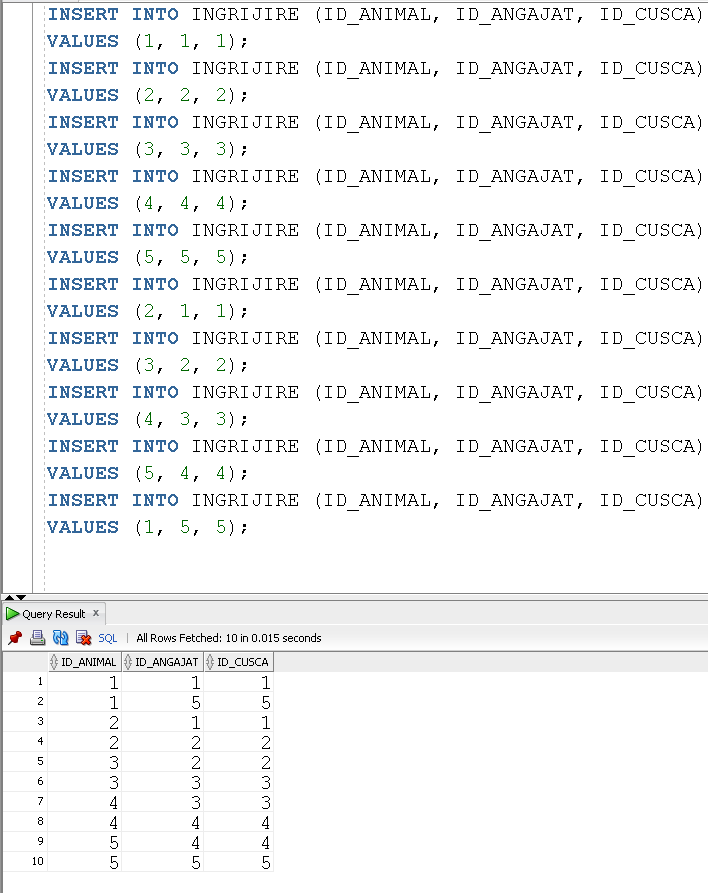 INSERT INTO INGRIJIRE (ID_ANIMAL, ID_ANGAJAT, ID_CUSCA)
VALUES (1, 1, 1);
INSERT INTO INGRIJIRE (ID_ANIMAL, ID_ANGAJAT, ID_CUSCA)
VALUES (2, 2, 2);
INSERT INTO INGRIJIRE (ID_ANIMAL, ID_ANGAJAT, ID_CUSCA)
VALUES (3, 3, 3);
INSERT INTO INGRIJIRE (ID_ANIMAL, ID_ANGAJAT, ID_CUSCA)
VALUES (4, 4, 4);
INSERT INTO INGRIJIRE (ID_ANIMAL, ID_ANGAJAT, ID_CUSCA)
VALUES (5, 5, 5);
INSERT INTO INGRIJIRE (ID_ANIMAL, ID_ANGAJAT, ID_CUSCA)
VALUES (2, 1, 1);
INSERT INTO INGRIJIRE (ID_ANIMAL, ID_ANGAJAT, ID_CUSCA)
VALUES (3, 2, 2);
INSERT INTO INGRIJIRE (ID_ANIMAL, ID_ANGAJAT, ID_CUSCA)
VALUES (4, 3, 3);
INSERT INTO INGRIJIRE (ID_ANIMAL, ID_ANGAJAT, ID_CUSCA)
VALUES (5, 4, 4);
INSERT INTO INGRIJIRE (ID_ANIMAL, ID_ANGAJAT, ID_CUSCA)
VALUES (1, 5, 5);
Query Result x
SQL | All Rows Fetched: 10 in 0.015 seconds
ID_ANIMAL ID_ANGAJAT ID_CUSCA
1 1 1 1
2 1 5 5
3 2 1 1
4 2 2 2
5 3 2 2
6 3 3 3
7 4 3 3
8 4 4 4
9 5 4 4
10 5 5 5